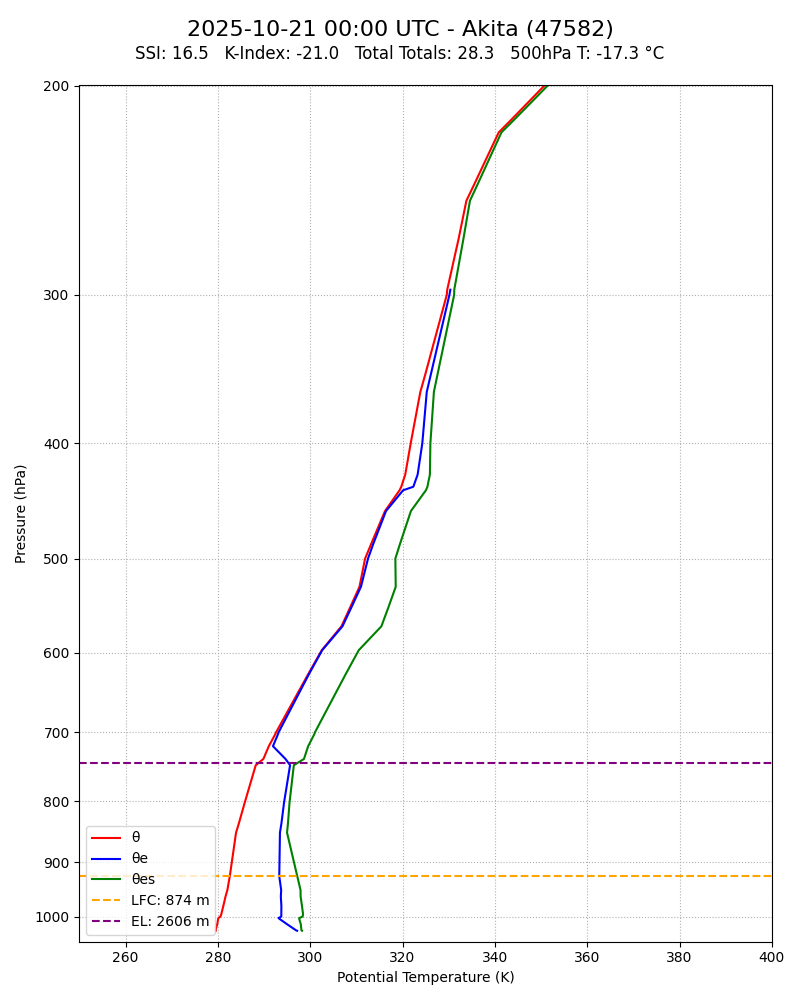 2025-10-21 00:00 UTC - Akita (47582)
SSI: 16.5   K-Index: -21.0   Total Totals: 28.3   500hPa T: -17.3 °C
200
300
400
500
600
700
800
900
1000
Pressure (hPa)
θ
θe
θes
LFC: 874 m
EL: 2606 m
260
280
300
320
340
360
380
400
Potential Temperature (K)